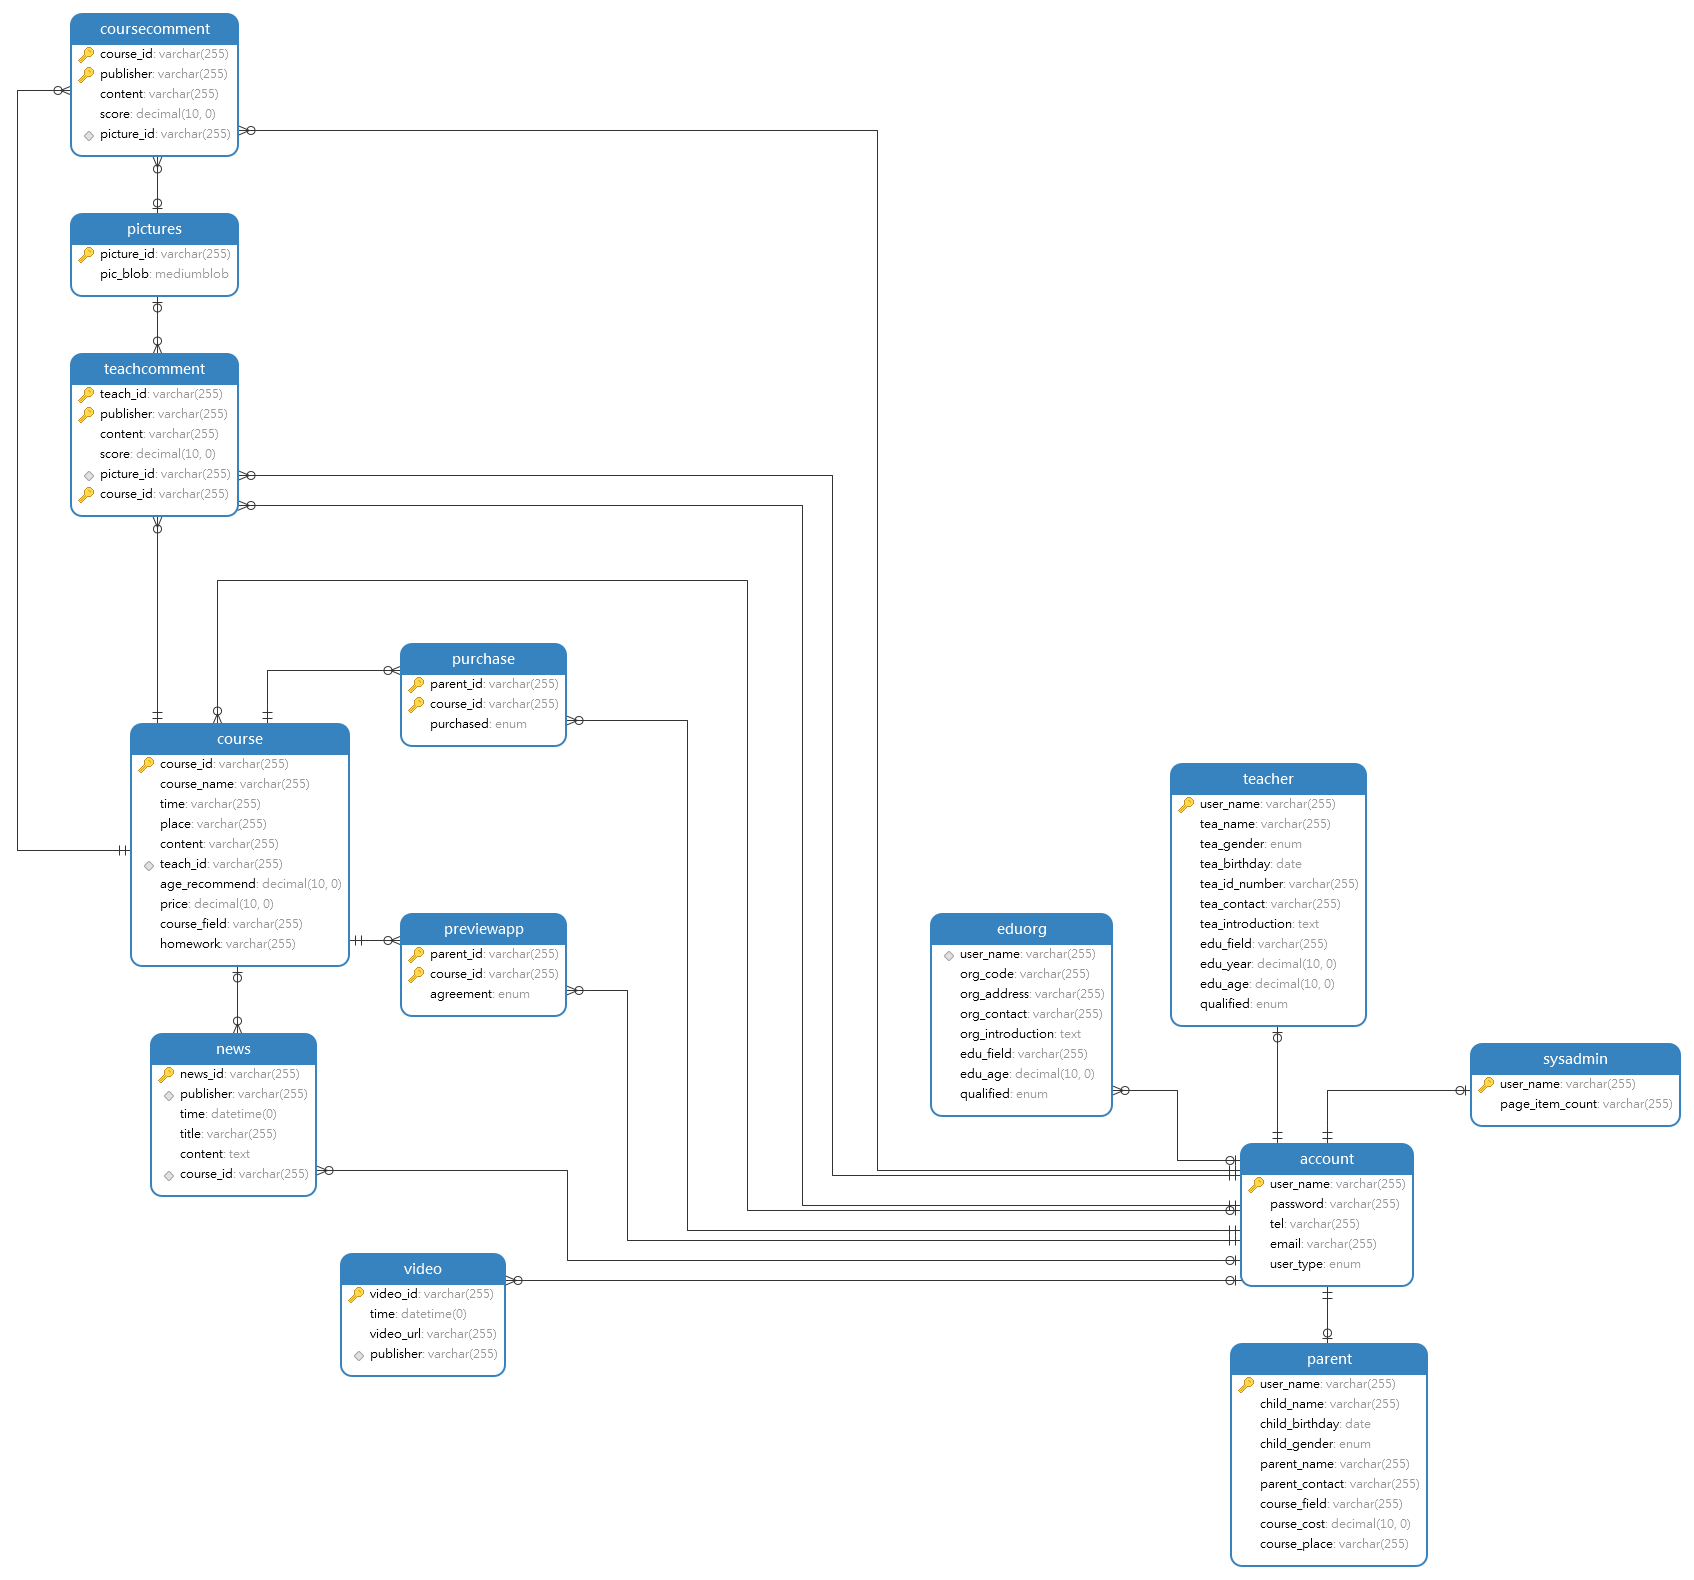 coursecomment
course_id: varchar(255)
publisher: varchar(255)
content: varchar(255)
score: decimal(10, 0)
picture_id: varchar(255)
pictures
picture_id: varchar(255)
pic_blob: mediumblob
teachcomment
teach_id: varchar(255)
publisher: varchar(255)
content: varchar(255)
score: decimal(10, 0)
picture_id: varchar(255)
course_id: varchar(255)
purchase
parent_id: varchar(255)
course_id: varchar(255)
purchased: enum
course
course_id: varchar(255)
course_name: varchar(255)
time: varchar(255)
place: varchar(255)
content: varchar(255)
teach_id: varchar(255)
age_recommend: decimal(10, 0)
price: decimal(10, 0)
course_field: varchar(255)
homework: varchar(255)
previewapp
parent_id: varchar(255)
course_id: varchar(255)
agreement: enum
news
news_id: varchar(255)
publisher: varchar(255)
time: datetime(0)
title: varchar(255)
content: text
course_id: varchar(255)
video
video_id: varchar(255)
time: datetime(0)
video_url: varchar(255)
publisher: varchar(255)
eduorg
user_name: varchar(255)
org_code: varchar(255)
org_address: varchar(255)
org_contact: varchar(255)
org_introduction: text
edu_field: varchar(255)
edu_age: decimal(10, 0)
qualified: enum
teacher
user_name: varchar(255)
tea_name: varchar(255)
tea_gender: enum
tea_birthday: date
tea_id_number: varchar(255)
tea_contact: varchar(255)
tea_introduction: text
edu_field: varchar(255)
edu_year: decimal(10, 0)
edu_age: decimal(10, 0)
qualified: enum
sysadmin
user_name: varchar(255)
page_item_count: varchar(255)
account
user_name: varchar(255)
password: varchar(255)
tel: varchar(255)
email: varchar(255)
user_type: enum
parent
user_name: varchar(255)
child_name: varchar(255)
child_birthday: date
child_gender: enum
parent_name: varchar(255)
parent_contact: varchar(255)
course_field: varchar(255)
course_cost: decimal(10, 0)
course_place: varchar(255)